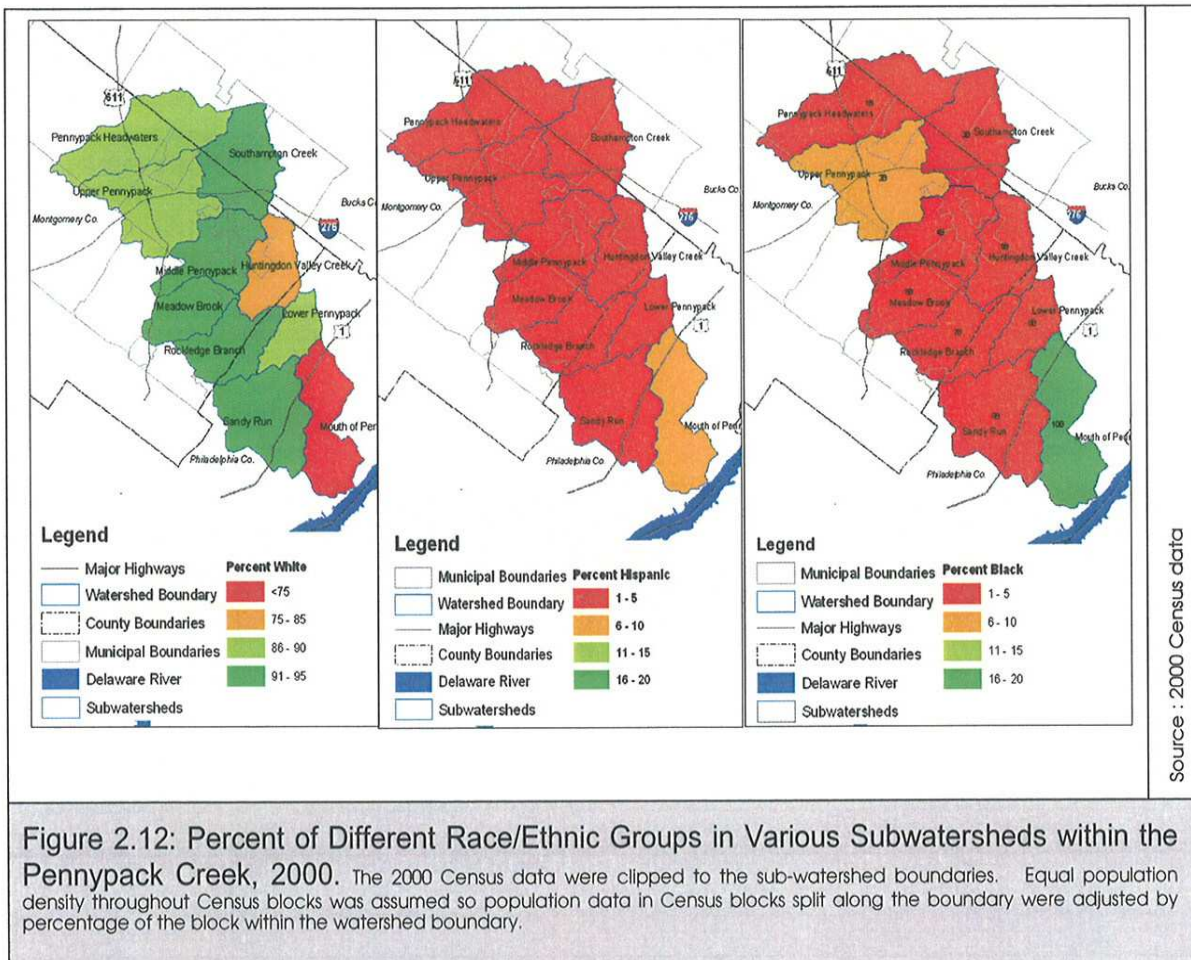 611
Pennypack Headwaters
Southampton Creek
Upper Pennypack
Bucks C
Montgomery Co.
276
Huntingdon Valley Creek
Middle Pennypack
Meadow Brook
Lower Pennypack
1
Rockledge Branch
Sandy Run
Mouth of Pen
Philadelphia Co.
Legend
Major Highways
Watershed Boundary
County Boundaries
Municipal Boundaries
Delaware River
Subwatersheds
Percent White
<75
75 - 85
86 - 90
91 - 95
611
Pennypack Headwaters
Southampton Creek
Upper Pennypack
Bucks Co.
Montgomery Co.
276
Middle Pennypack
Huntingdon Valley Creek
Meadow Brook
Lower Pennypack
1
Rockledge Branch
Sandy Run
Mouth of Penn
Philadelphia Co.
Legend
Municipal Boundaries
Watershed Boundary
Major Highways
County Boundaries
Delaware River
Subwatersheds
Percent Hispanic
1 - 5
6 - 10
11 - 15
16 - 20
611
Pennypack Headwaters
Southampton Creek
Upper Pennypack
Bucks Co.
Montgomery Co.
276
Middle Pennypack
Huntingdon Valley Creek
Meadow Brook
Lower Pennypack
1
Rockledge Branch
100
Sandy Run
Mouth of Penn
Philadelphia Co.
Legend
Municipal Boundaries
Watershed Boundary
Major Highways
County Boundaries
Delaware River
Subwatersheds
Percent Black
1 - 5
6 - 10
11 - 15
16 - 20
Source : 2000 Census data
Figure 2.12: Percent of Different Race/Ethnic Groups in Various Subwatersheds within the
Pennypack Creek, 2000. The 2000 Census data were clipped to the sub-watershed boundaries. Equal population
density throughout Census blocks was assumed so population data in Census blocks split along the boundary were adjusted by
percentage of the block within the watershed boundary.